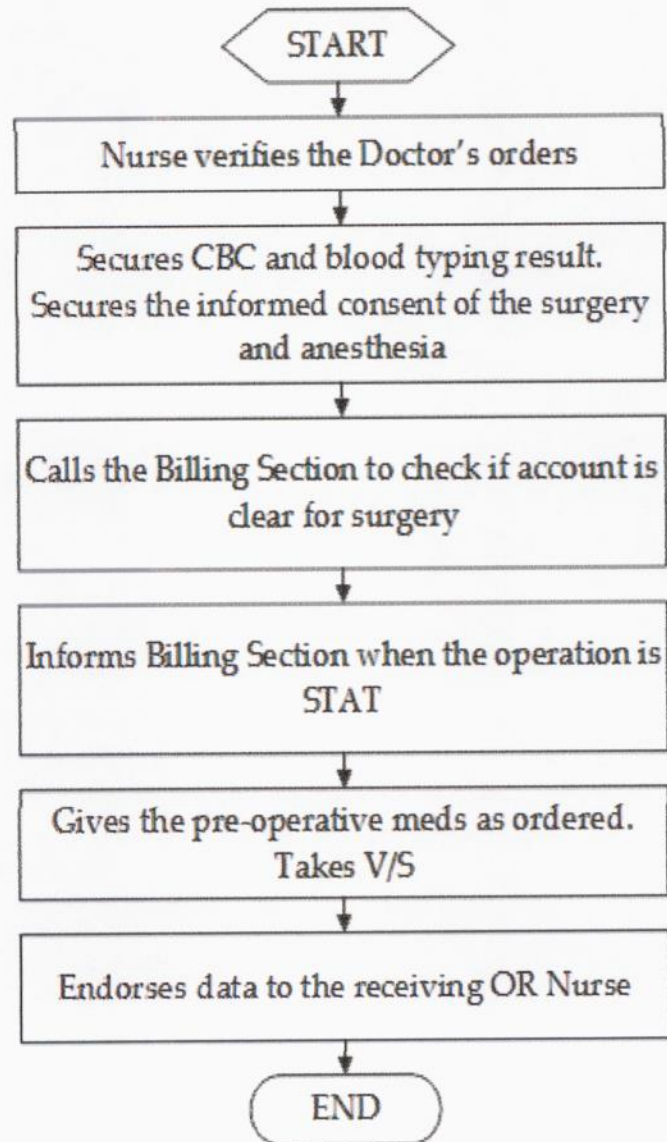 START
Nurse verifies the Doctor's orders
Secures CBC and blood typing result.
Secures the informed consent of the surgery
and anesthesia
Calls the Billing Section to check if account is
clear for surgery
Informs Billing Section when the operation is
STAT
Gives the pre-operative meds as ordered.
Takes V/S
Endorses data to the receiving OR Nurse
END